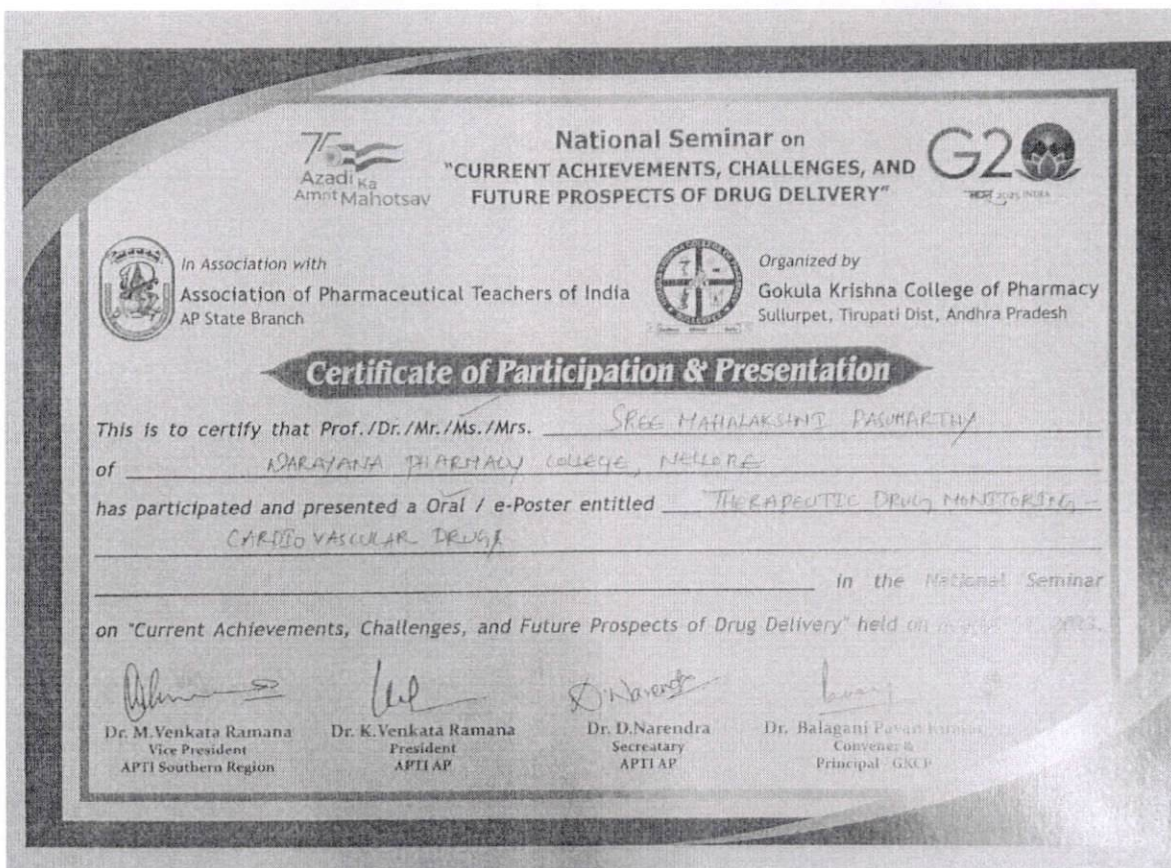 National Seminar on
"CURRENT ACHIEVEMENTS, CHALLENGES, AND
FUTURE PROSPECTS OF DRUG DELIVERY"
75
Azadi Ka
Amrit Mahotsav
G20
भारत 2023 INDIA
In Association with
Association of Pharmaceutical Teachers of India
AP State Branch
Organized by
Gokula Krishna College of Pharmacy
Sullurpet, Tirupati Dist, Andhra Pradesh
Certificate of Participation & Presentation
This is to certify that Prof./Dr./Mr./Ms./Mrs. SREE MAHALAKSHMI PASUMARTHY
of NARAYANA PHARMACY COLLEGE, NELLORE
has participated and presented a Oral / e-Poster entitled THERAPEUTIC DRUG MONITORING -
CARDIO VASCULAR DRUGS
in the National Seminar
on "Current Achievements, Challenges, and Future Prospects of Drug Delivery" held on 2023.
D. Narendra
Dr. M.Venkata Ramana
Vice President
APTI Southern Region
Dr. K.Venkata Ramana
President
APTI AP
Dr. D.Narendra
Secreatary
APTI AP
Dr. Balagani Pavan Kumar
Convener &
Principal - GKCP